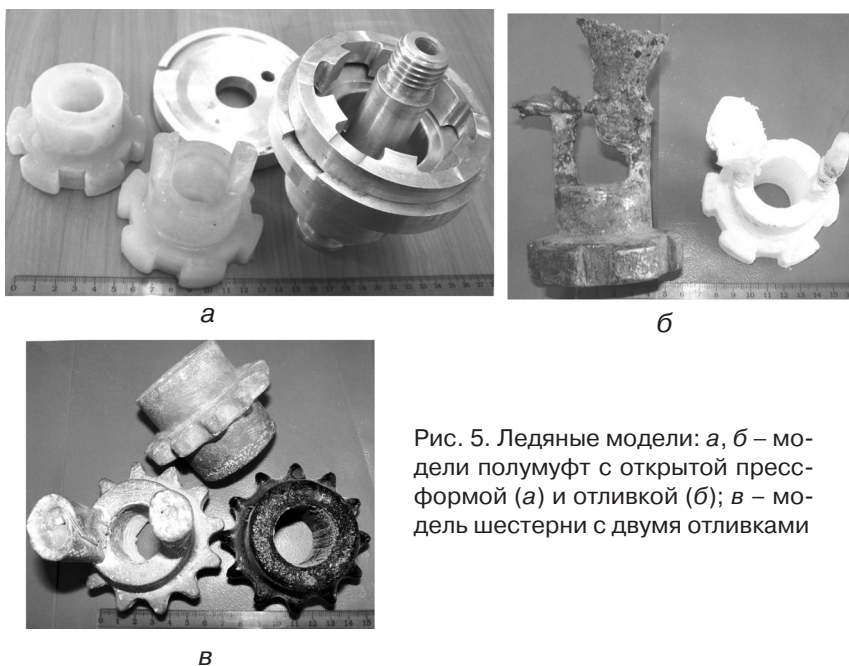 а
б
Рис. 5. Ледяные модели: а, б – мо-
дели полумуфт с открытой пресс-
формой (а) и отливкой (б); в – мо-
дель шестерни с двумя отливками
в